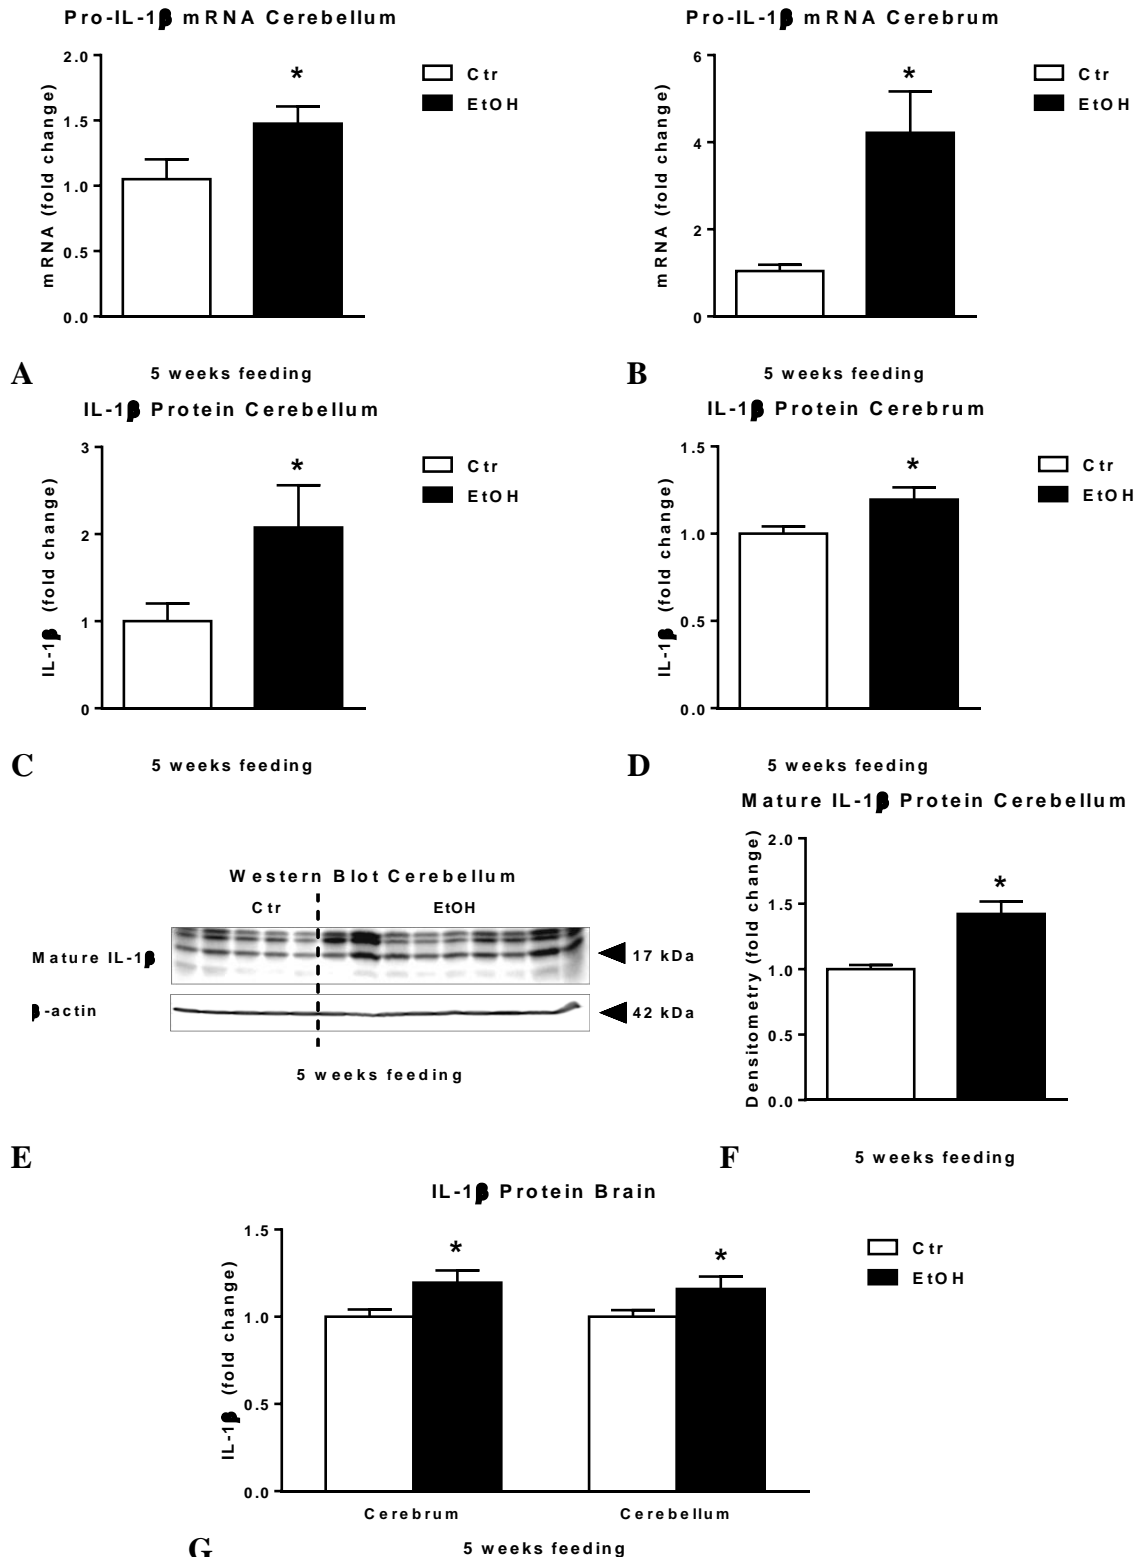 Pro-IL-1β mRNA Cerebellum
2.0
1.5
1.0
0.5
0.0
mRNA (fold change)
*
Ctr
EtOH
5 weeks feeding
A
Pro-IL-1β mRNA Cerebrum
6
4
2
0
mRNA (fold change)
*
Ctr
EtOH
5 weeks feeding
B
IL-1β Protein Cerebellum
3
2
1
0
IL-1β (fold change)
*
Ctr
EtOH
5 weeks feeding
C
IL-1β Protein Cerebrum
1.5
1.0
0.5
0.0
IL-1β (fold change)
*
Ctr
EtOH
5 weeks feeding
D
Western Blot Cerebellum
Ctr EtOH
Mature IL-1β 17 kDa
β-actin 42 kDa
5 weeks feeding
E
Mature IL-1β Protein Cerebellum
2.0
1.5
1.0
0.5
0.0
Densitometry (fold change)
*
5 weeks feeding
F
IL-1β Protein Brain
1.5
1.0
0.5
0.0
IL-1β (fold change)
* *
Ctr
EtOH
Cerebrum Cerebellum
5 weeks feeding
G